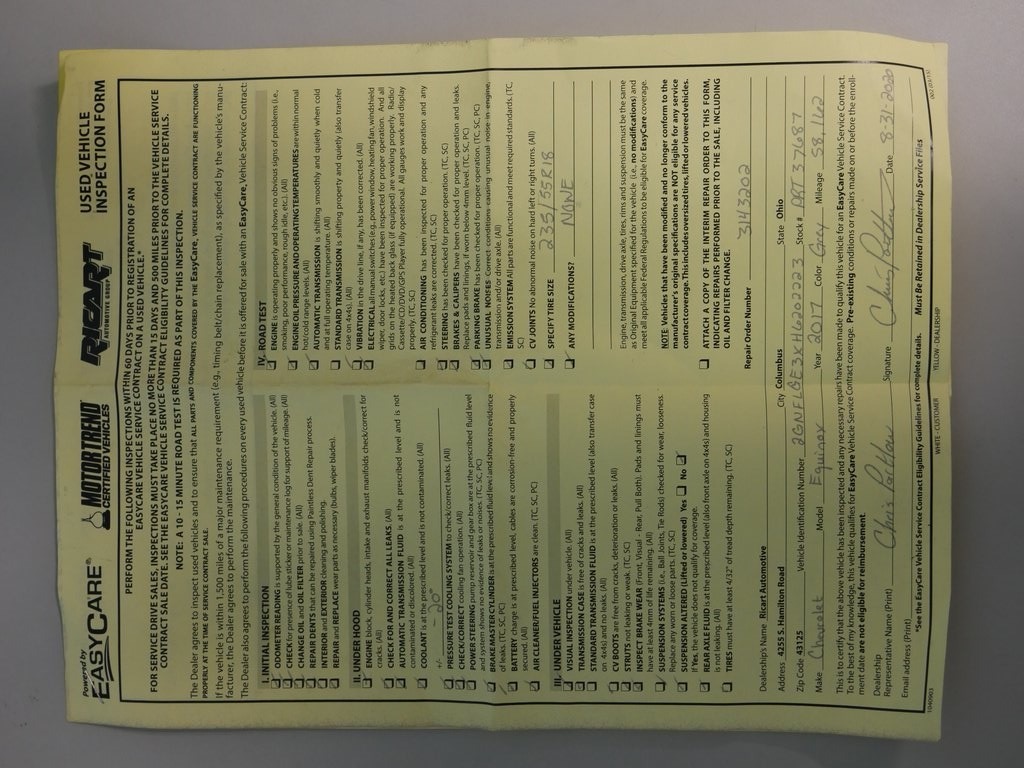 Powered by
EASYCARE®
MOTORTREND
CERTIFIED VEHICLES
RICART
AUTOMOTIVE GROUP
USED VEHICLE
INSPECTION FORM
PERFORM THE FOLLOWING INSPECTIONS WITHIN 60 DAYS PRIOR TO REGISTRATION OF AN
EASYCARE VEHICLE SERVICE CONTRACT ON A USED VEHICLE.*
FOR SERVICE DRIVE SALES, INSPECTIONS MUST TAKE PLACE NO MORE THAN 15 DAYS AND 500 MILES PRIOR TO THE VEHICLE SERVICE
CONTRACT SALE DATE. *SEE THE EASYCARE VEHICLE SERVICE CONTRACT ELIGIBILITY GUIDELINES FOR COMPLETE DETAILS.
NOTE: A 10 - 15 MINUTE ROAD TEST IS REQUIRED AS PART OF THIS INSPECTION.
The Dealer agrees to inspect used vehicles and to ensure that ALL PARTS AND COMPONENTS COVERED BY THE EasyCare, VEHICLE SERVICE CONTRACT ARE FUNCTIONING
PROPERLY AT THE TIME OF SERVICE CONTRACT SALE.
If the vehicle is within 1,500 miles of a major maintenance requirement (e.g., timing belt/chain replacement), as specified by the vehicle's manu-
facturer, the Dealer agrees to perform the maintenance.
The Dealer also agrees to perform the following procedures on every used vehicle before it is offered for sale with an EasyCare, Vehicle Service Contract:
I. INITIAL INSPECTION
ODOMETER READING is supported by the general condition of the vehicle. (All)
CHECK for presence of lube sticker or maintenance log for support of mileage. (All)
CHANGE OIL and OIL FILTER prior to sale.
REPAIR DENTS that can be repaired using Paintless Dent Repair process.
INTERIOR and EXTERIOR cleaning and polishing.
REPAIR and REPLACE wear parts as necessary (bulbs, wiper blades).
II. UNDER HOOD
ENGINE block, cylinder heads, intake and exhaust manifolds check/correct for
cracks. (All)
CHECK FOR AND CORRECT ALL LEAKS. (All)
AUTOMATIC TRANSMISSION FLUID is at the prescribed level and is not
contaminated or discolored. (All)
COOLANT is at the prescribed level and is not contaminated. (All)
+/- -20
PRESSURE TEST COOLING SYSTEM to check/correct leaks. (All)
CHECK/CORRECT cooling fan operation. (All)
POWER STEERING pump reservoir and gear box are at the prescribed fluid level
and system shows no evidence of leaks or noises. (TC, SC, PC)
BRAKE MASTER CYLINDER is at the prescribed fluid level and shows no evidence
of leaks. (TC, SC, PC)
BATTERY charge is at prescribed level, cables are corrosion-free and properly
secured. (All)
AIR CLEANER/FUEL INJECTORS are clean. (TC, SC, PC)
III. UNDER VEHICLE
VISUAL INSPECTION under vehicle. (All)
TRANSMISSION CASE is free of cracks and leaks. (All)
STANDARD TRANSMISSION FLUID is at the prescribed level (also transfer case
on 4x4s) and no leaks. (All)
CV BOOTS are free from cracks, deterioration or leaks. (All)
STRUTS not leaking or weak. (TC, SC)
INSPECT BRAKE WEAR (Front, Visual - Rear, Pull Both). Pads and linings must
have at least 4mm of life remaining. (All)
SUSPENSION SYSTEMS (i.e., Ball Joints, Tie Rods) checked for wear, looseness.
Replace any worn or loose parts. (TC, SC)
SUSPENSION ALTERED (Lifted or lowered) Yes No
If Yes, the vehicle does not qualify for coverage.
REAR AXLE FLUID is at the prescribed level (also front axle on 4x4s) and housing
is not leaking. (All)
TIRES must have at least 4/32" of tread depth remaining. (TC, SC)
IV. ROAD TEST
ENGINE is operating properly and shows no obvious signs of problems (i.e.,
smoking, poor performance, rough idle, etc.). (All)
ENGINE OIL PRESSURE AND OPERATING TEMPERATURES are within normal
hot/cold range levels. (All)
AUTOMATIC TRANSMISSION is shifting smoothly and quietly when cold
and at full operating temperature. (All)
STANDARD TRANSMISSION is shifting properly and quietly (also transfer
case on 4x4s). (All)
VIBRATION in the drive line, if any, has been corrected. (All)
ELECTRICAL all manual switches (e.g., power window, heating fan, windshield
wiper, door locks, etc.) have been inspected for proper operation. And all
grids on the heated back glass (if equipped) are working properly. Radio/
Cassette/CD/DVD/GPS Player fully operational. All gauges work and display
properly. (TC, SC)
AIR CONDITIONING has been inspected for proper operation and any
refrigerant leaks are corrected. (TC, SC)
STEERING has been checked for proper operation. (TC, SC)
BRAKES & CALIPERS have been checked for proper operation and leaks.
Replace pads and linings, if worn below 4mm level. (TC, SC, PC)
PARKING BRAKE has been checked for proper operation. (TC, SC, PC)
UNUSUAL NOISES Correct condition causing unusual noise in engine,
transmission and/or drive axle. (All)
EMISSION SYSTEM All parts are functional and meet required standards. (TC,
SC)
CV JOINTS No abnormal noise on hard left or right turns. (All)
SPECIFY TIRE SIZE 235/55R18
ANY MODIFICATIONS? NONE
Engine, transmission, drive axle, tires, rims and suspension must be the same
as Original Equipment specified for the vehicle (i.e., no modifications) and
meet all applicable Federal regulations to be eligible for EasyCare coverage.
NOTE: Vehicles that have been modified and no longer conform to the
manufacturer's original specifications are NOT eligible for any service
contract coverage. This includes oversized tires, lifted or lowered vehicles.
ATTACH A COPY OF THE INTERIM REPAIR ORDER TO THIS FORM,
INDICATING REPAIRS PERFORMED PRIOR TO THE SALE, INCLUDING
OIL AND FILTER CHANGE.
Repair Order Number 3143202
Dealership's Name Ricart Automotive
Address 4255 S. Hamilton Road City Columbus State Ohio
Zip Code 43125 Vehicle Identification Number 2GNFLQE3XH6202223 Stock # PRT 337687
Make Chevrolet Model Equinox Year 2017 Color Grey Mileage 58,162
This is to certify that the above vehicle has been inspected and any necessary repairs have been made to qualify this vehicle for an EasyCare Vehicle Service Contract.
To the best of my knowledge, this vehicle qualifies for EasyCare Vehicle Service Contract coverage. Pre-existing conditions or repairs made on or before the enroll-
ment date are not eligible for reimbursement.
Dealership
Representative Name (Print) Chris Patton Signature Date 8-31-2020
Email address (Print)
*See the EasyCare Vehicle Service Contract Eligibility Guidelines for complete details. Must Be Retained in Dealership Service Files
1040903 WHITE - CUSTOMER YELLOW - DEALERSHIP